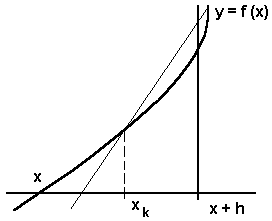 y = f (x)
x
x k
x + h